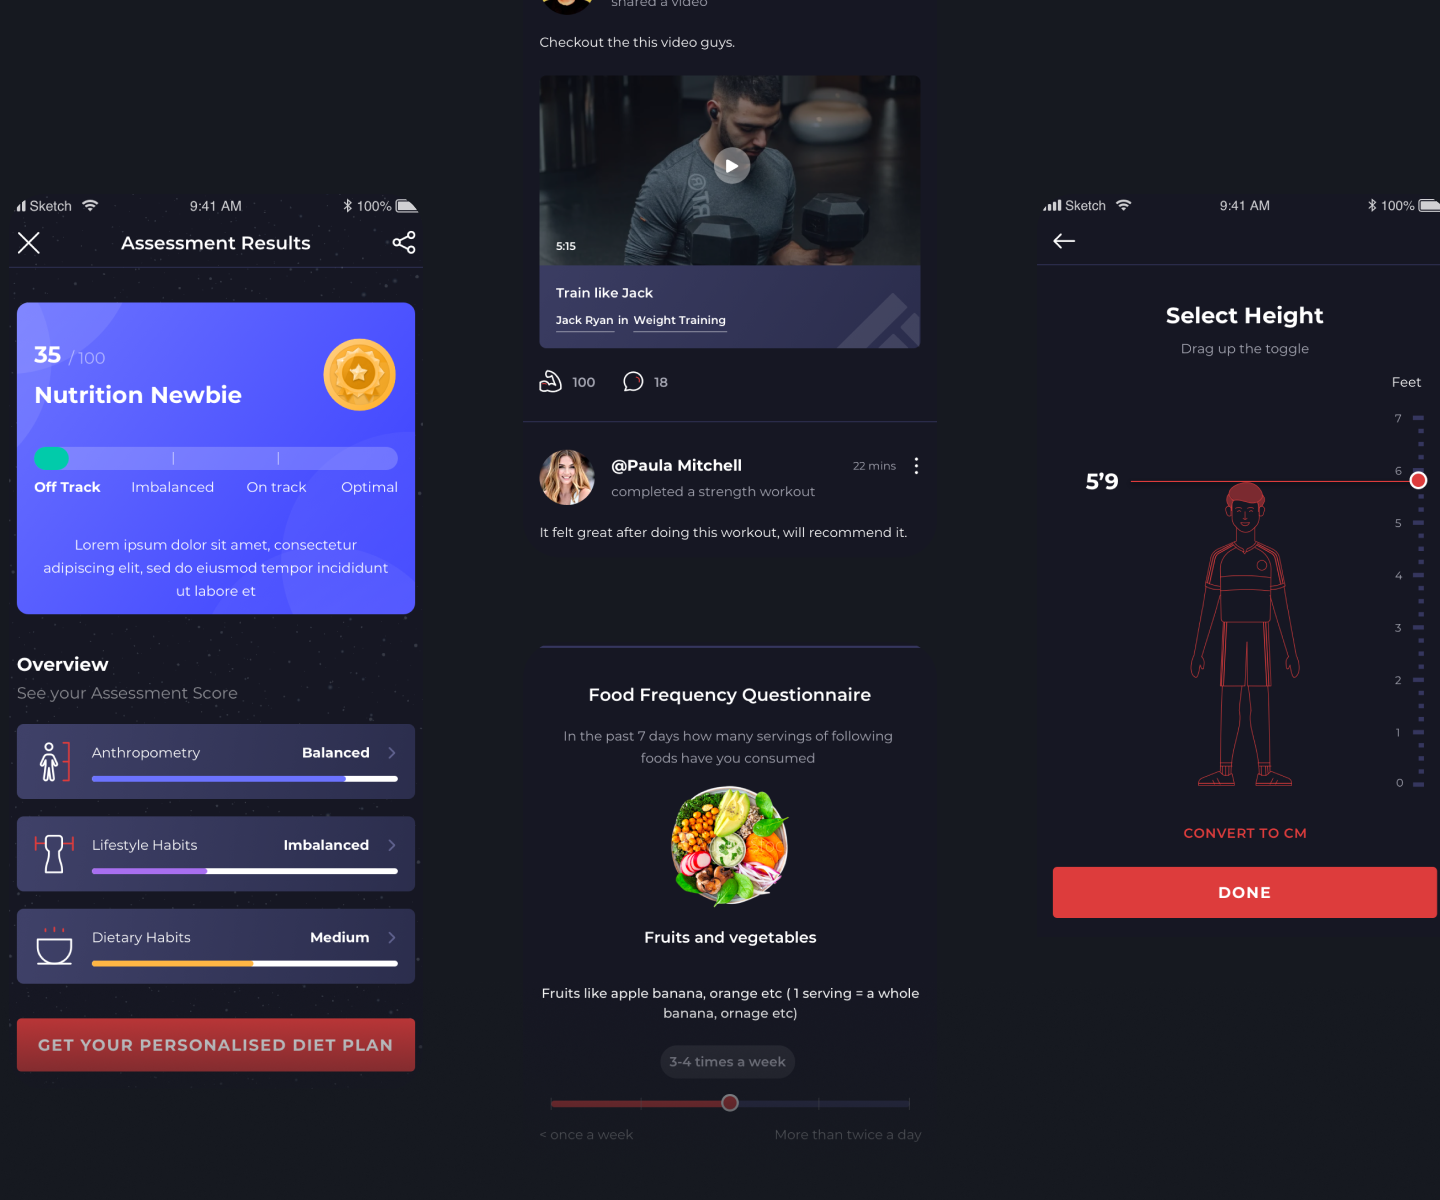 Sketch
9:41 AM
100%
Assessment Results
35 / 100
Nutrition Newbie
Off Track
Imbalanced
On track
Optimal
Lorem ipsum dolor sit amet, consectetur
adipiscing elit, sed do eiusmod tempor incididunt
ut labore et
Overview
See your Assessment Score
Anthropometry
Balanced
Lifestyle Habits
Imbalanced
Dietary Habits
Medium
GET YOUR PERSONALISED DIET PLAN
shared a video
Checkout the this video guys.
5:15
Train like Jack
Jack Ryan in Weight Training
100
18
@Paula Mitchell
22 mins
completed a strength workout
It felt great after doing this workout, will recommend it.
Food Frequency Questionnaire
In the past 7 days how many servings of following
foods have you consumed
Fruits and vegetables
Fruits like apple banana, orange etc ( 1 serving = a whole
banana, ornage etc)
3-4 times a week
< once a week
More than twice a day
Sketch
9:41 AM
100%
Select Height
Drag up the toggle
Feet
7
6
5'9
5
4
3
2
1
0
CONVERT TO CM
DONE